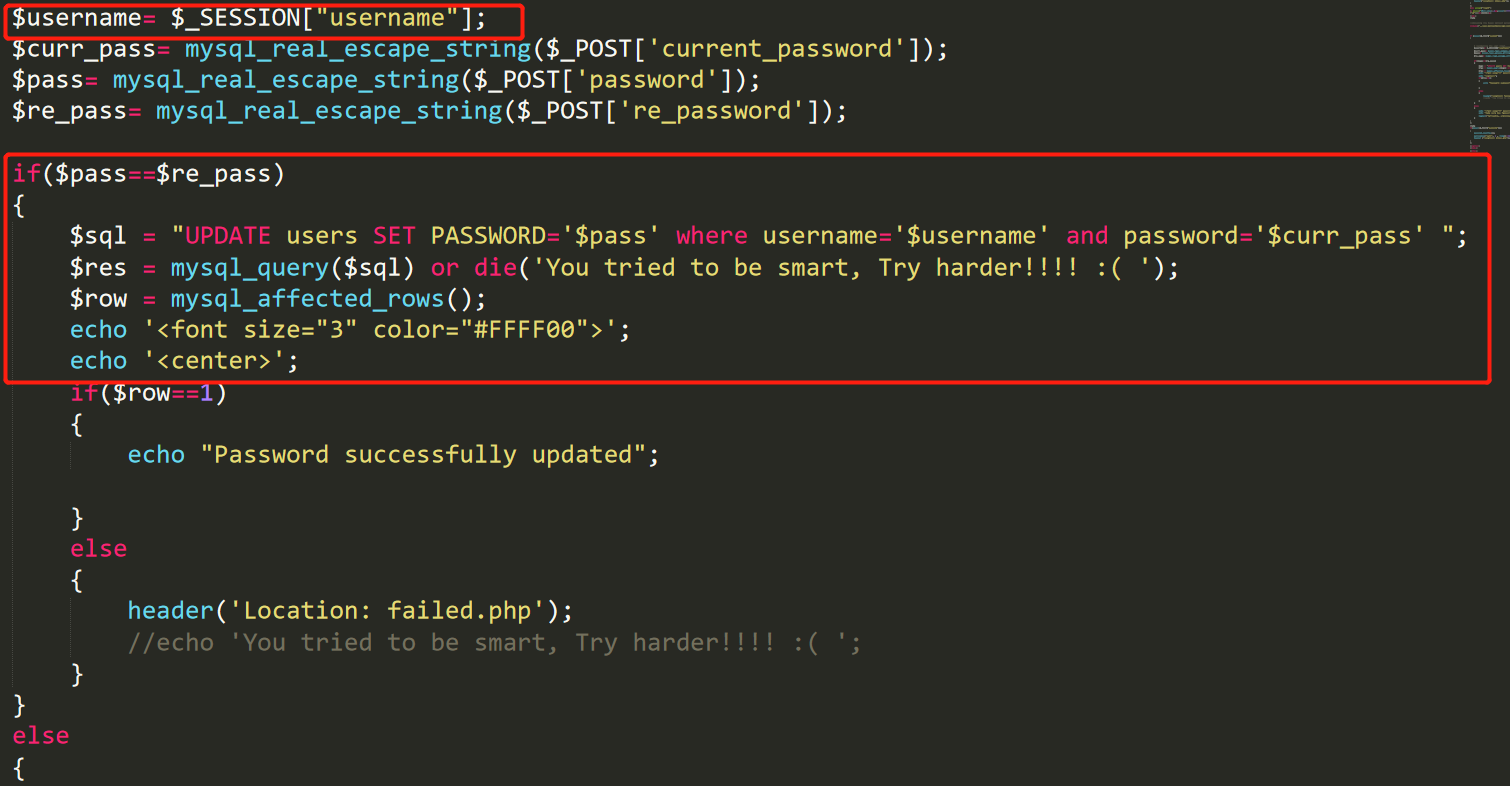 $username= $_SESSION["username"];
$curr_pass= mysql_real_escape_string($_POST['current_password']);
$pass= mysql_real_escape_string($_POST['password']);
$re_pass= mysql_real_escape_string($_POST['re_password']);
if($pass==$re_pass)
{
$sql = "UPDATE users SET PASSWORD='$pass' where username='$username' and password='$curr_pass' ";
$res = mysql_query($sql) or die('You tried to be smart, Try harder!!!! :( ');
$row = mysql_affected_rows();
echo '<font size="3" color="#FFFF00">';
echo '<center>';
if($row==1)
{
echo "Password successfully updated";
}
else
{
header('Location: failed.php');
//echo 'You tried to be smart, Try harder!!!! :( ';
}
}
else
{